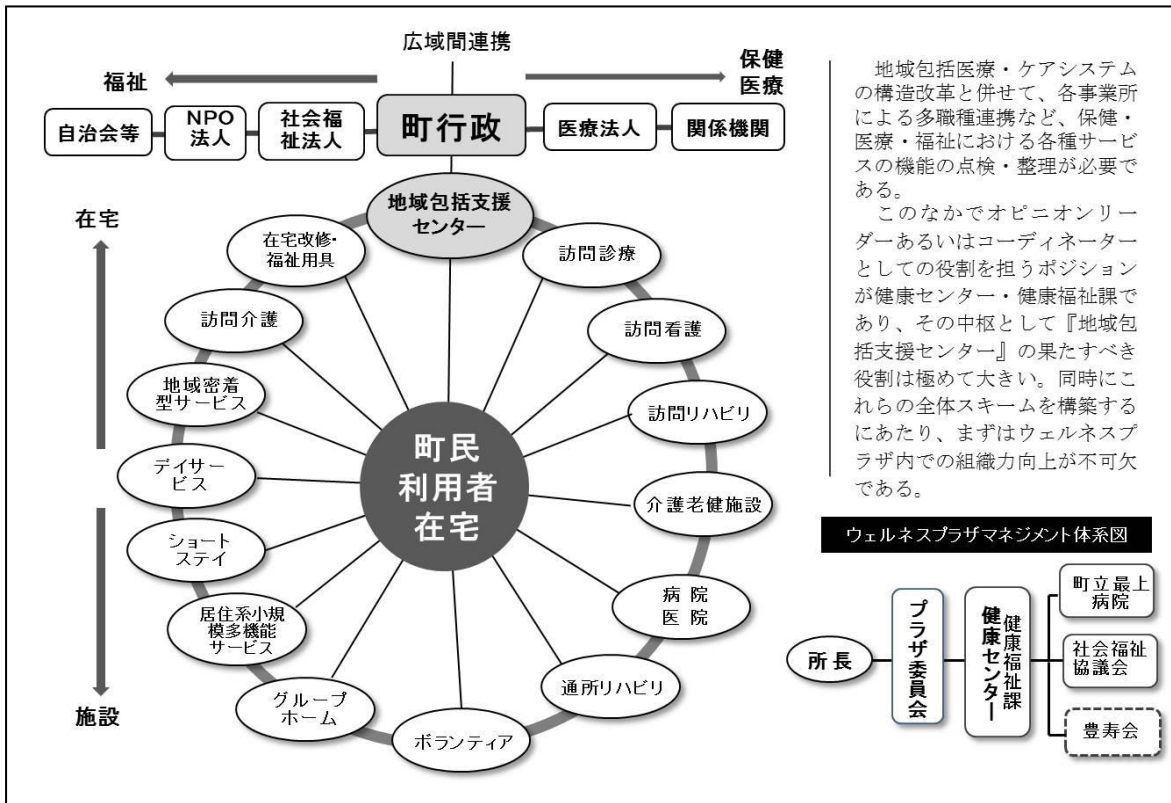 広域間連携
福祉
保健
医療
自治会等
NPO
法人
社会福
祉法人
町行政
医療法人
関係機関
在宅
施設
地域包括支援
センター
訪問診療
訪問看護
訪問リハビリ
介護老健施設
病 院
医 院
通所リハビリ
ボランティア
グループ
ホーム
居住系小規
模多機能
サービス
ショート
ステイ
デイサー
ビス
地域密着
型サービス
訪問介護
在宅改修・
福祉用具
町民
利用者
在宅
地域包括医療・ケアシステム
の構造改革と併せて、各事業所
による多職種連携など、保健・
医療・福祉における各種サービ
スの機能の点検・整理が必要で
ある。
このなかでオピニオンリー
ダーあるいはコーディネーター
としての役割を担うポジション
が健康センター・健康福祉課で
あり、その中枢として『地域包
括支援センター』の果たすべき
役割は極めて大きい。同時にこ
れらの全体スキームを構築する
にあたり、まずはウェルネスプ
ラザ内での組織力向上が不可欠
である。
ウェルネスプラザマネジメント体系図
所長
プラザ委員会
健康福祉課
健康センター
町立最上
病院
社会福祉
協議会
豊寿会